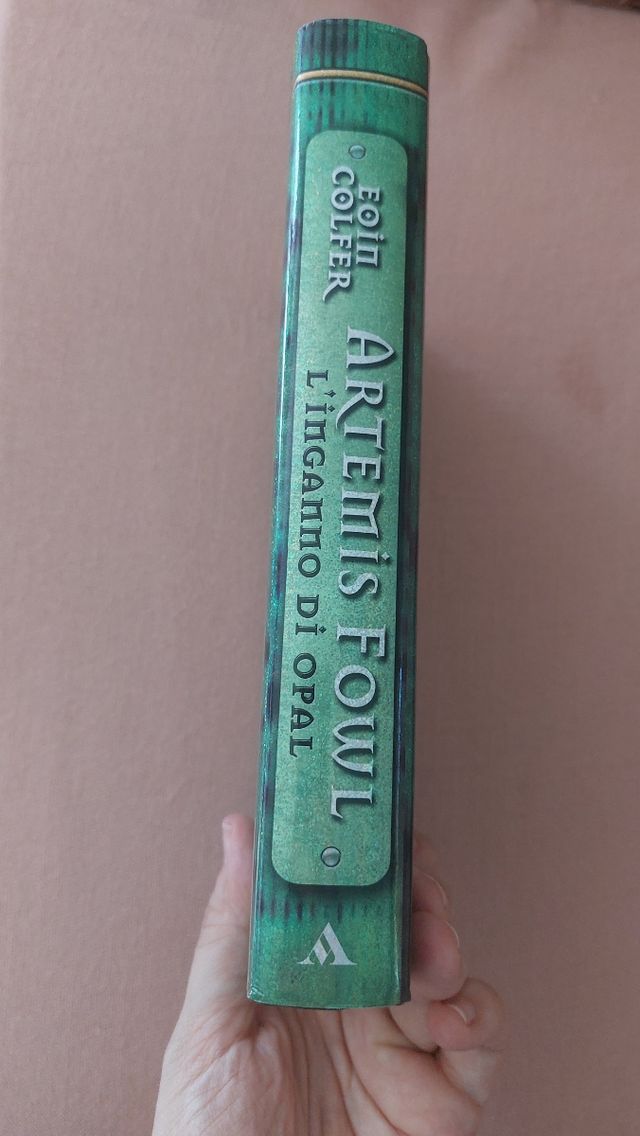 EOIN
COLFER
ARTEMIS FOWL
L'INGANNO DI OPAL